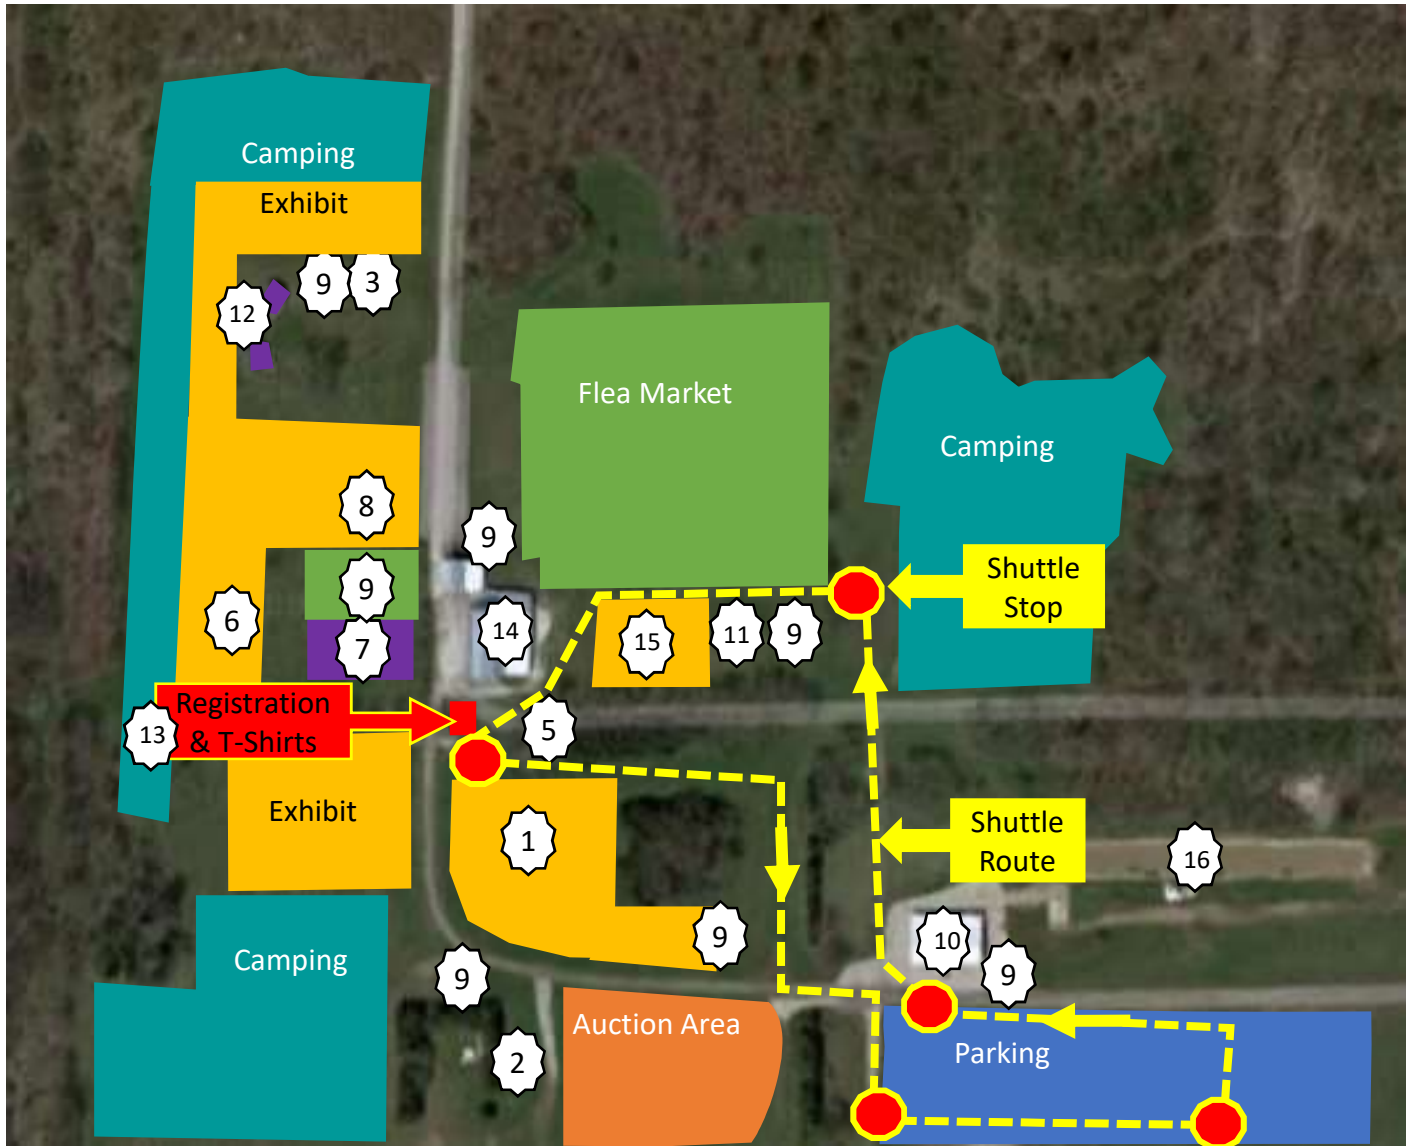 Camping
Exhibit
9
3
12
Flea Market
Camping
8
9
9
Shuttle
Stop
6
7
14
15
11
9
Registration
& T-Shirts
13
5
Exhibit
1
Shuttle
Route
16
9
10
9
Camping
9
Auction Area
Parking
2